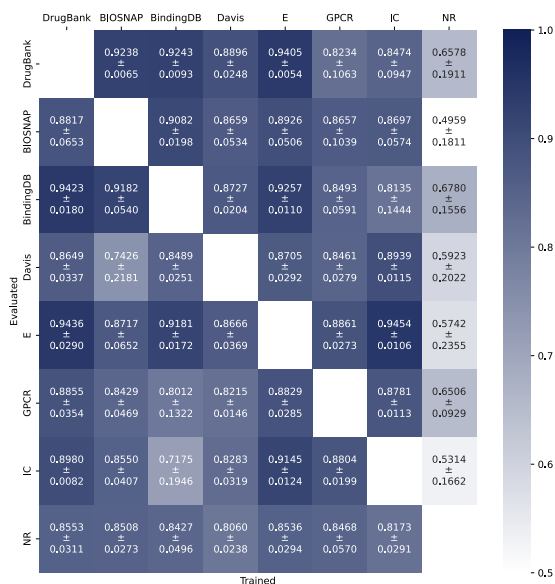 DrugBank BIOSNAP BindingDB Davis E GPCR IC NR
DrugBank
0.9238 ± 0.0065 0.9243 ± 0.0093 0.8896 ± 0.0248 0.9405 ± 0.0054 0.8234 ± 0.1063 0.8474 ± 0.0947 0.6578 ± 0.1911
BIOSNAP
0.8817 ± 0.0653 0.9082 ± 0.0198 0.8659 ± 0.0534 0.8926 ± 0.0506 0.8657 ± 0.1039 0.8697 ± 0.0574 0.4959 ± 0.1811
BindingDB
0.9423 ± 0.0180 0.9182 ± 0.0540 0.8727 ± 0.0204 0.9257 ± 0.0110 0.8493 ± 0.0591 0.8135 ± 0.1444 0.6780 ± 0.1556
Evaluated
Davis
0.8649 ± 0.0337 0.7426 ± 0.2181 0.8489 ± 0.0251 0.8705 ± 0.0292 0.8461 ± 0.0279 0.8939 ± 0.0115 0.5923 ± 0.2022
E
0.9436 ± 0.0290 0.8717 ± 0.0652 0.9181 ± 0.0172 0.8666 ± 0.0369 0.8861 ± 0.0273 0.9454 ± 0.0106 0.5742 ± 0.2355
GPCR
0.8855 ± 0.0354 0.8429 ± 0.0469 0.8012 ± 0.1322 0.8215 ± 0.0146 0.8829 ± 0.0285 0.8781 ± 0.0113 0.6506 ± 0.0929
IC
0.8980 ± 0.0082 0.8550 ± 0.0407 0.7175 ± 0.1946 0.8283 ± 0.0319 0.9145 ± 0.0124 0.8804 ± 0.0199 0.5314 ± 0.1662
NR
0.8553 ± 0.0311 0.8508 ± 0.0273 0.8427 ± 0.0496 0.8060 ± 0.0238 0.8536 ± 0.0294 0.8468 ± 0.0570 0.8173 ± 0.0291
Trained
1.0
0.9
0.8
0.7
0.6
0.5